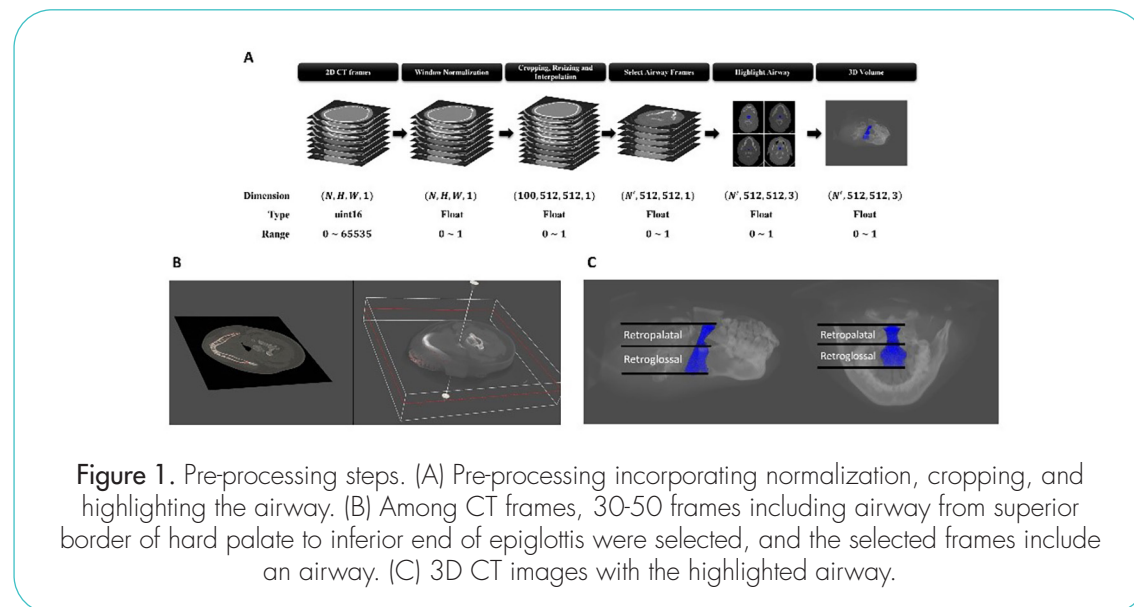 A
2D CT frames
Window Normalization
Cropping, Resizing and
Interpolation
Select Airway Frames
Highlight Airway
3D Volume
Dimension (N, H, W, 1) (N, H, W, 1) (100, 512, 512, 1) (N′, 512, 512, 1) (N′, 512, 512, 3) (N′, 512, 512, 3)
Type uint16 Float Float Float Float Float
Range 0 ~ 65535 0 ~ 1 0 ~ 1 0 ~ 1 0 ~ 1 0 ~ 1
B
C
Retropalatal
Retroglossal
Retropalatal
Retroglossal
Figure 1. Pre-processing steps. (A) Pre-processing incorporating normalization, cropping, and
highlighting the airway. (B) Among CT frames, 30-50 frames including airway from superior
border of hard palate to inferior end of epiglottis were selected, and the selected frames include
an airway. (C) 3D CT images with the highlighted airway.